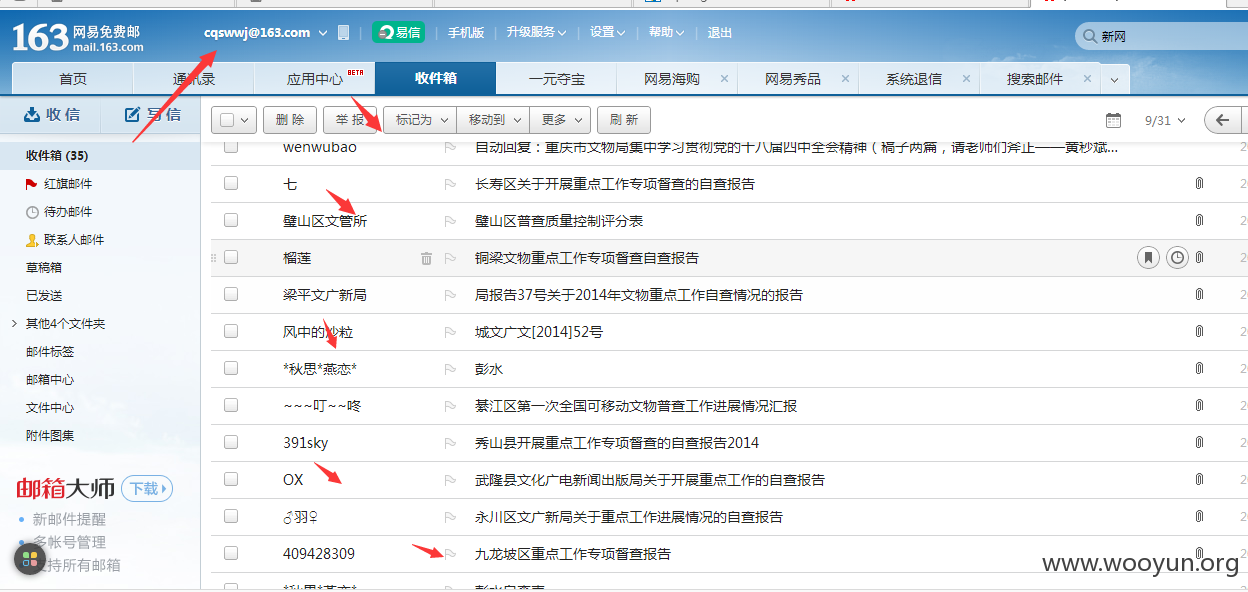 163 网易免费邮
mail.163.com
cqswwj@163.com
易信
手机版
升级服务
设置
帮助
退出
新网
首页
通讯录
应用中心 BETA
收件箱
一元夺宝
网易海购
网易秀品
系统退信
搜索邮件
收信
写信
删除
举报
标记为
移动到
更多
刷新
9/31
收件箱 (35)
红旗邮件
待办邮件
联系人邮件
草稿箱
已发送
其他4个文件夹
邮件标签
邮箱中心
文件中心
附件图集
邮箱大师
下载
新邮件提醒
多帐号管理
支持所有邮箱
wenwubao 自动回复：重庆市文物局集中学习贯彻党的十八届四中全会精神（稿子两篇，请老师们斧正——黄秒斌...
七 长寿区关于开展重点工作专项督查的自查报告
璧山区文管所 璧山区普查质量控制评分表
榴莲 铜梁文物重点工作专项督查自查报告
梁平文广新局 局报告37号关于2014年文物重点工作自查情况的报告
风中的沙粒 城文广文[2014]52号
*秋思*燕恋* 彭水
~~~叮~~咚 綦江区第一次全国可移动文物普查工作进展情况汇报
391sky 秀山县开展重点工作专项督查的自查报告2014
OX 武隆县文化广电新闻出版局关于开展重点工作的自查报告
♂羽♀ 永川区文广新局关于重点工作进展情况的自查报告
409428309 九龙坡区重点工作专项督查报告
*秋思*燕恋* 彭水自查表
www.wooyun.org